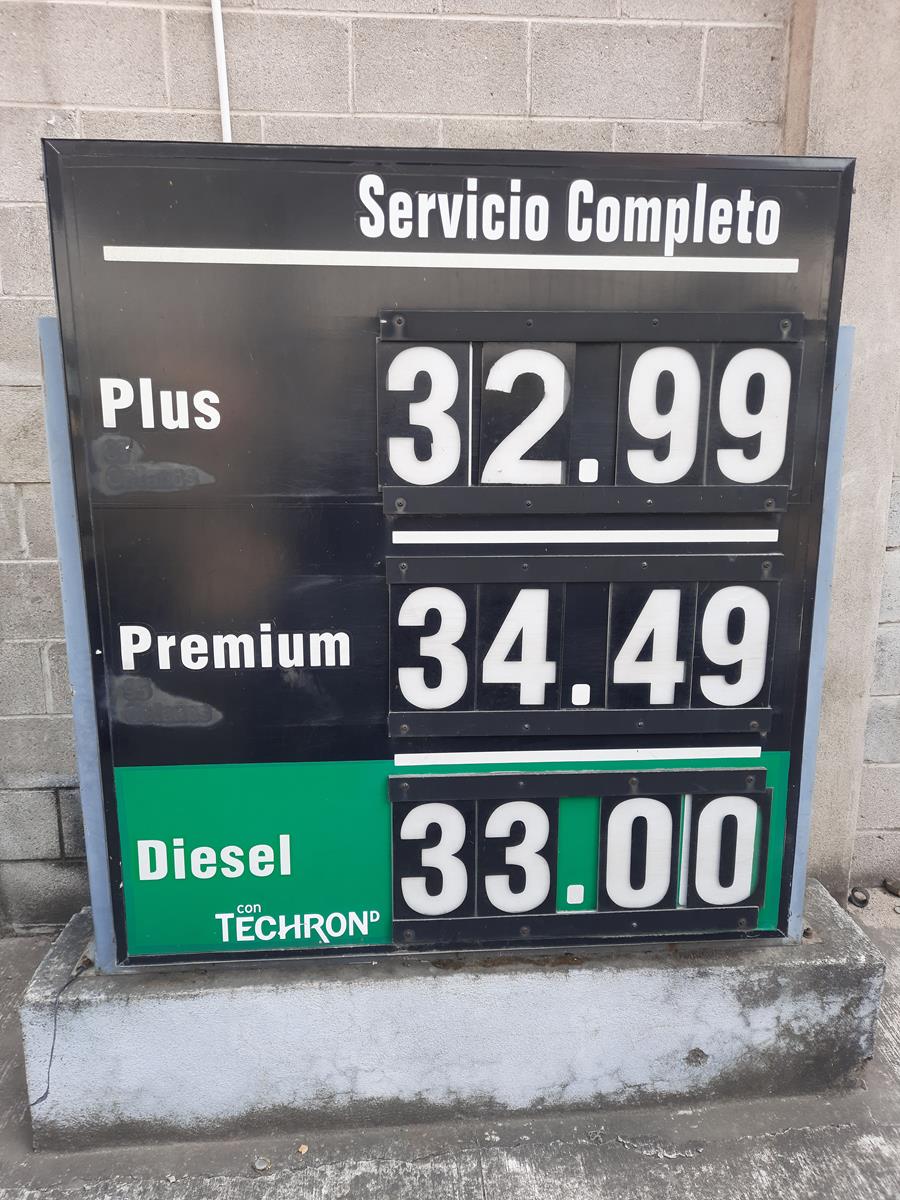 Servicio Completo
Plus 32.99
Premium 34.49
Diesel 33.00
con
TECHRON D